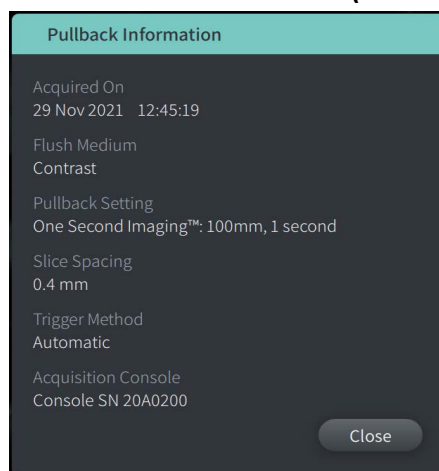 Pullback Information
Acquired On
29 Nov 2021 12:45:19
Flush Medium
Contrast
Pullback Setting
One Second Imaging™: 100mm, 1 second
Slice Spacing
0.4 mm
Trigger Method
Automatic
Acquisition Console
Console SN 20A0200
Close